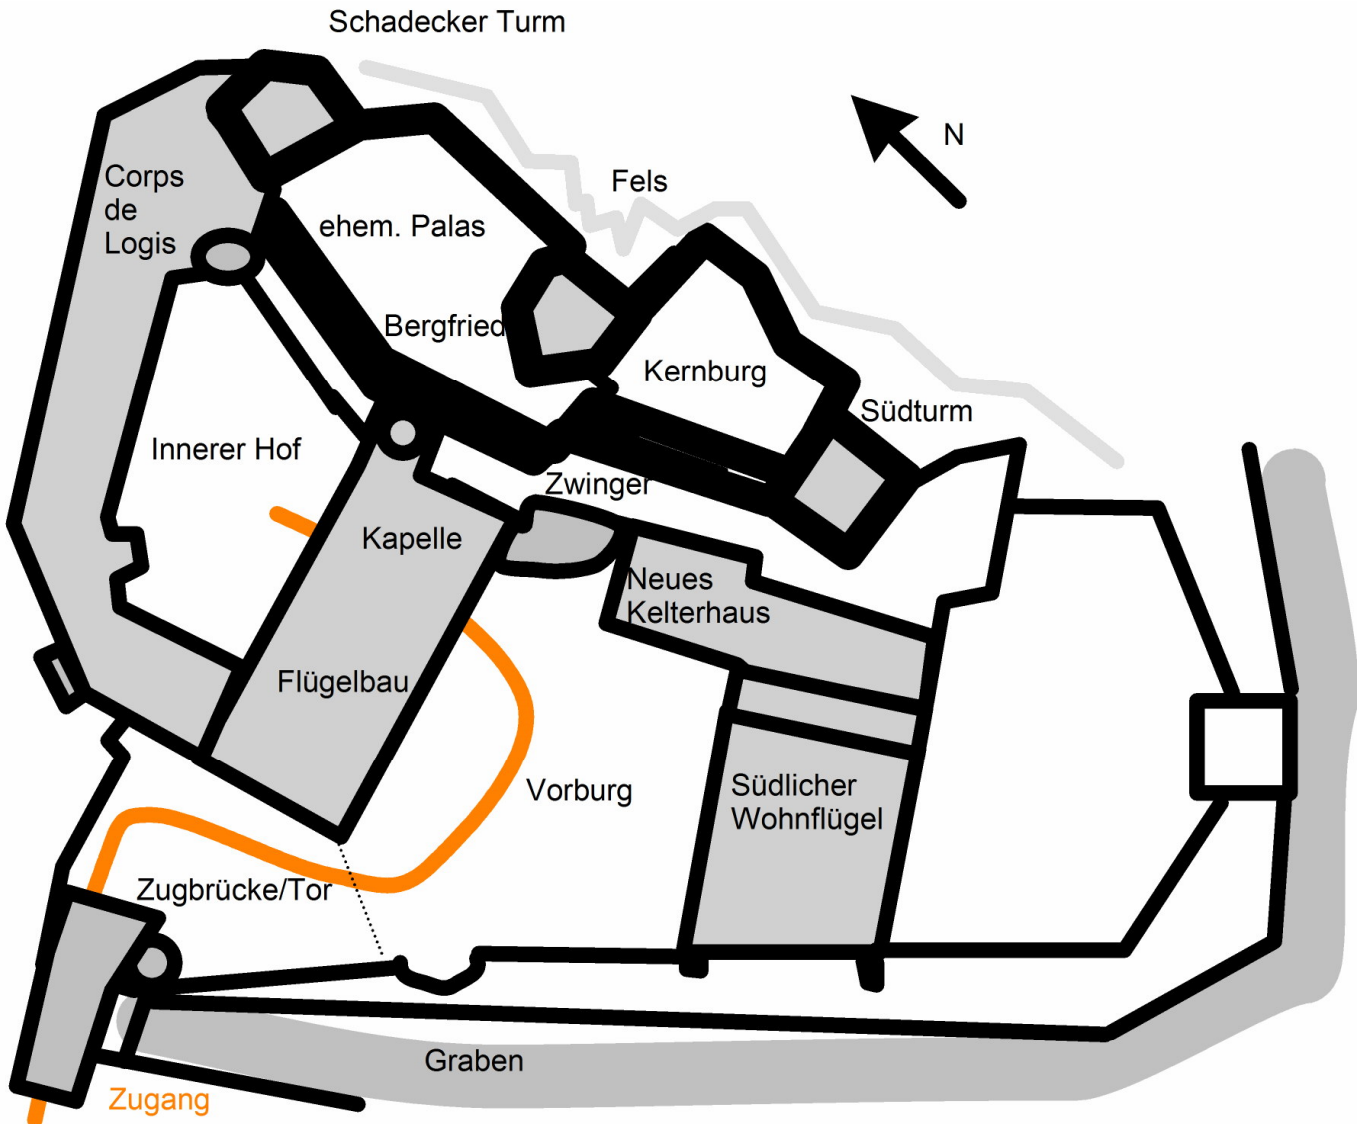 Schadecker Turm
N
Fels
Corps
de
Logis
ehem. Palas
Bergfried
Kernburg
Südturm
Innerer Hof
Zwinger
Kapelle
Neues
Kelterhaus
Flügelbau
Vorburg
Südlicher
Wohnflügel
Zugbrücke/Tor
Graben
Zugang